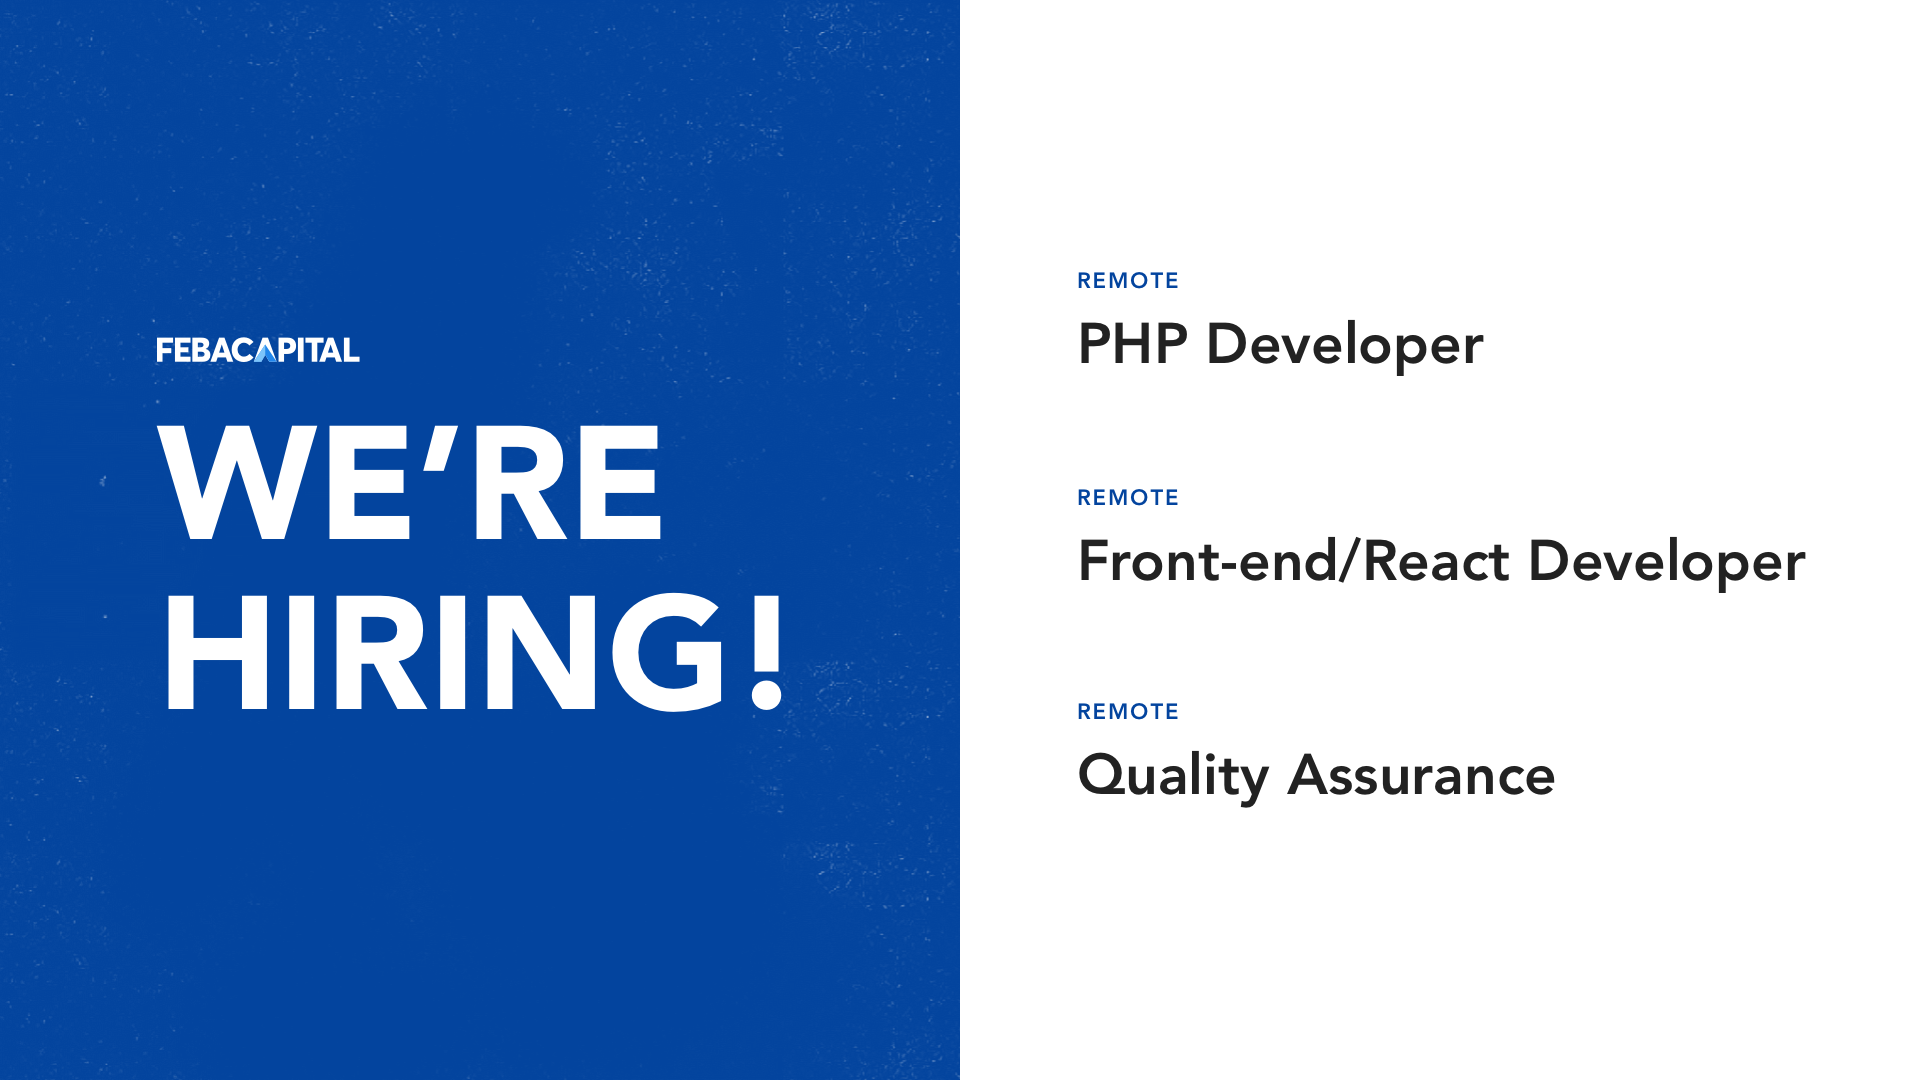 FEBACAPITAL
WE’RE
HIRING!
REMOTE
PHP Developer
REMOTE
Front-end/React Developer
REMOTE
Quality Assurance